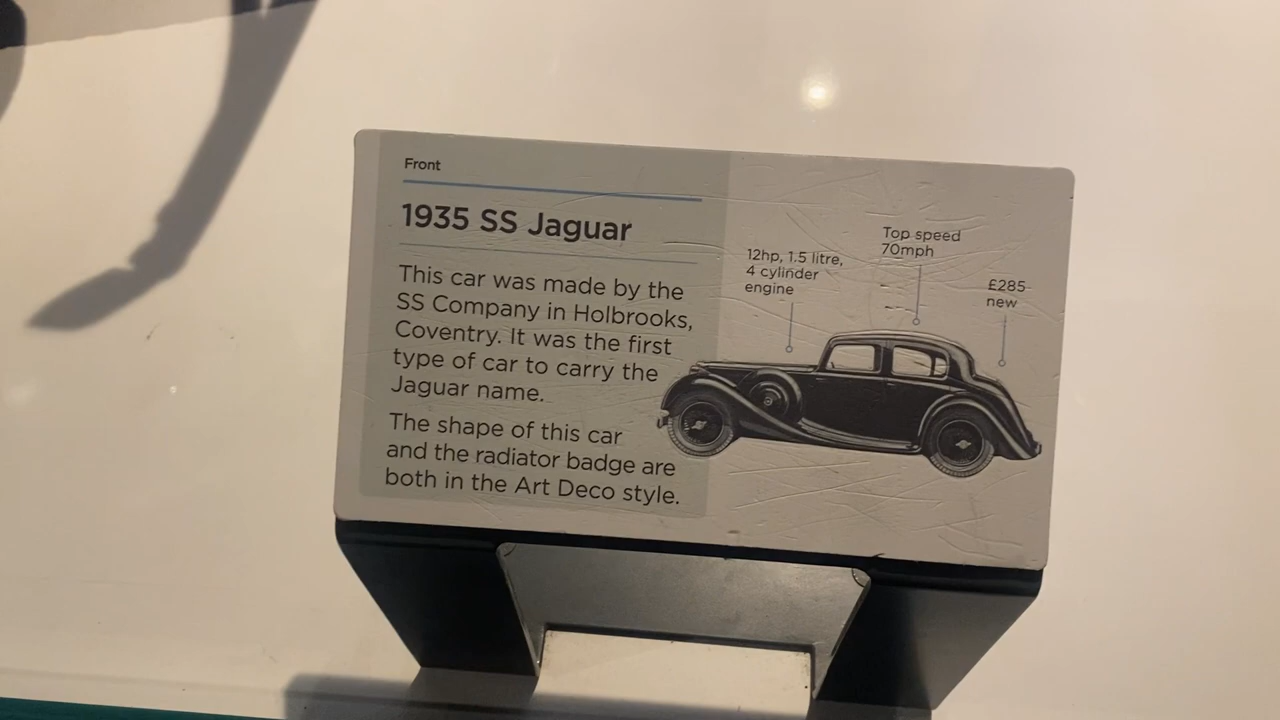 Front
1935 SS Jaguar
This car was made by the
SS Company in Holbrooks,
Coventry. It was the first
type of car to carry the
Jaguar name.
The shape of this car
and the radiator badge are
both in the Art Deco style.
12hp, 1.5 litre,
4 cylinder
engine
Top speed
70mph
£285
new